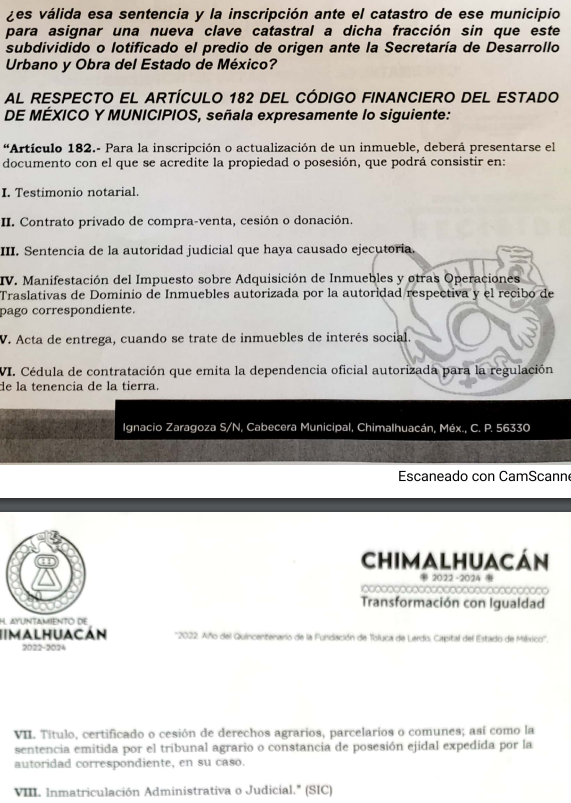 ¿es válida esa sentencia y la inscripción ante el catastro de ese municipio
para asignar una nueva clave catastral a dicha fracción sin que este
subdividido o lotificado el predio de origen ante la Secretaría de Desarrollo
Urbano y Obra del Estado de México?
AL RESPECTO EL ARTÍCULO 182 DEL CÓDIGO FINANCIERO DEL ESTADO
DE MÉXICO Y MUNICIPIOS, señala expresamente lo siguiente:
"Artículo 182.- Para la inscripción o actualización de un inmueble, deberá presentarse el
documento con el que se acredite la propiedad o posesión, que podrá consistir en:
I. Testimonio notarial.
II. Contrato privado de compra-venta, cesión o donación.
III. Sentencia de la autoridad judicial que haya causado ejecutoria.
IV. Manifestación del Impuesto sobre Adquisición de Inmuebles y otras Operaciones
Traslativas de Dominio de Inmuebles autorizada por la autoridad respectiva y el recibo de
pago correspondiente.
V. Acta de entrega, cuando se trate de inmuebles de interés social.
VI. Cédula de contratación que emita la dependencia oficial autorizada para la regulación
de la tenencia de la tierra.
Ignacio Zaragoza S/N, Cabecera Municipal, Chimalhuacán, Méx., C. P. 56330
Escaneado con CamScanne
H. AYUNTAMIENTO DE
HIMALHUACÁN
2022-2024
CHIMALHUACÁN
2022-2024
Transformación con Igualdad
"2022. Año del Quincentenario de la Fundación de Toluca de Lerdo, Capital del Estado de México".
VII. Título, certificado o cesión de derechos agrarios, parcelarios o comunes; así como la
sentencia emitida por el tribunal agrario o constancia de posesión ejidal expedida por la
autoridad correspondiente, en su caso.
VIII. Inmatriculación Administrativa o Judicial." (SIC)